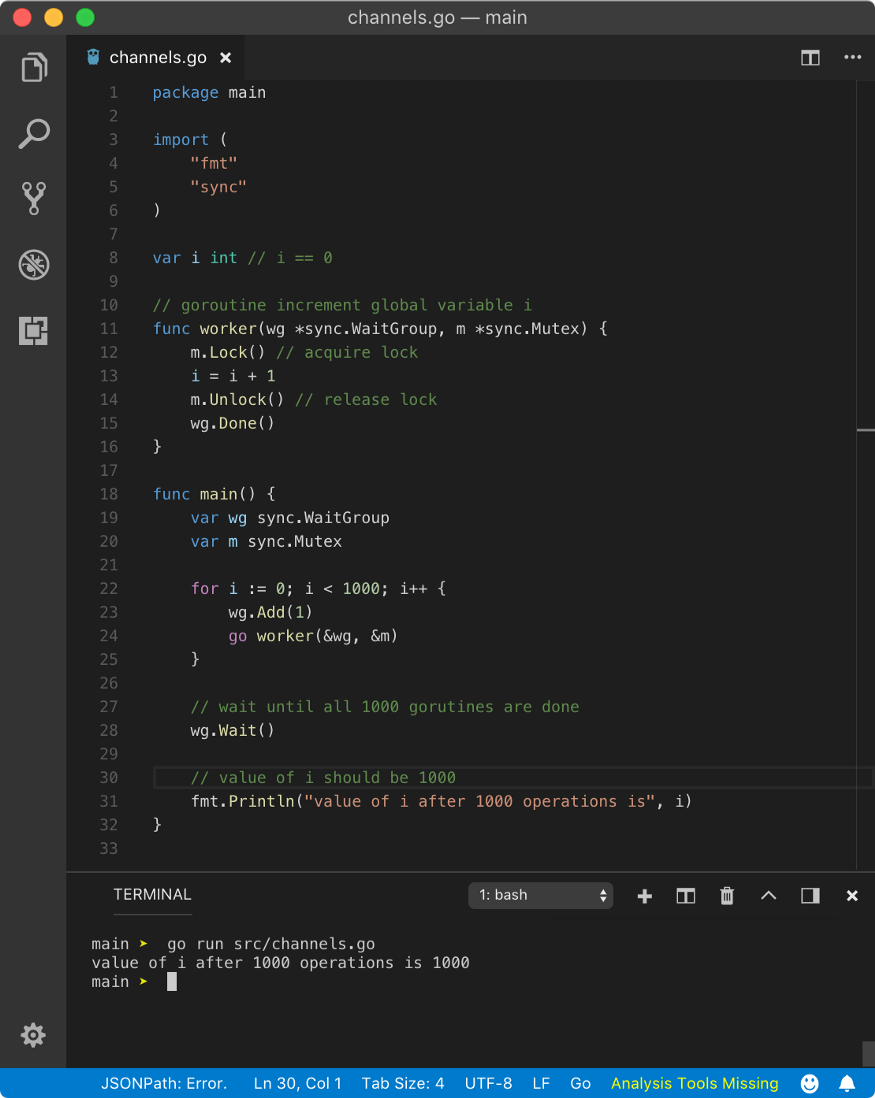 channels.go — main
channels.go
1 package main
2
3 import (
4     "fmt"
5     "sync"
6 )
7
8 var i int // i == 0
9
10 // goroutine increment global variable i
11 func worker(wg *sync.WaitGroup, m *sync.Mutex) {
12     m.Lock() // acquire lock
13     i = i + 1
14     m.Unlock() // release lock
15     wg.Done()
16 }
17
18 func main() {
19     var wg sync.WaitGroup
20     var m sync.Mutex
21
22     for i := 0; i < 1000; i++ {
23         wg.Add(1)
24         go worker(&wg, &m)
25     }
26
27     // wait until all 1000 gorutines are done
28     wg.Wait()
29
30     // value of i should be 1000
31     fmt.Println("value of i after 1000 operations is", i)
32 }
33
TERMINAL 1: bash
main ➤ go run src/channels.go
value of i after 1000 operations is 1000
main ➤
JSONPath: Error. Ln 30, Col 1 Tab Size: 4 UTF-8 LF Go Analysis Tools Missing